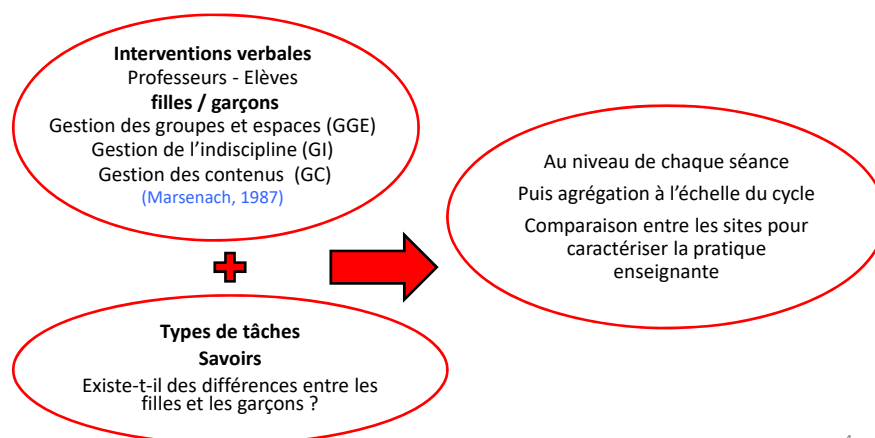 Interventions verbales
Professeurs - Elèves
filles / garçons
Gestion des groupes et espaces (GGE)
Gestion de l'indiscipline (GI)
Gestion des contenus (GC)
(Marsenach, 1987)
Au niveau de chaque séance
Puis agrégation à l'échelle du cycle
Comparaison entre les sites pour
caractériser la pratique
enseignante
Types de tâches
Savoirs
Existe-t-il des différences entre les
filles et les garçons ?